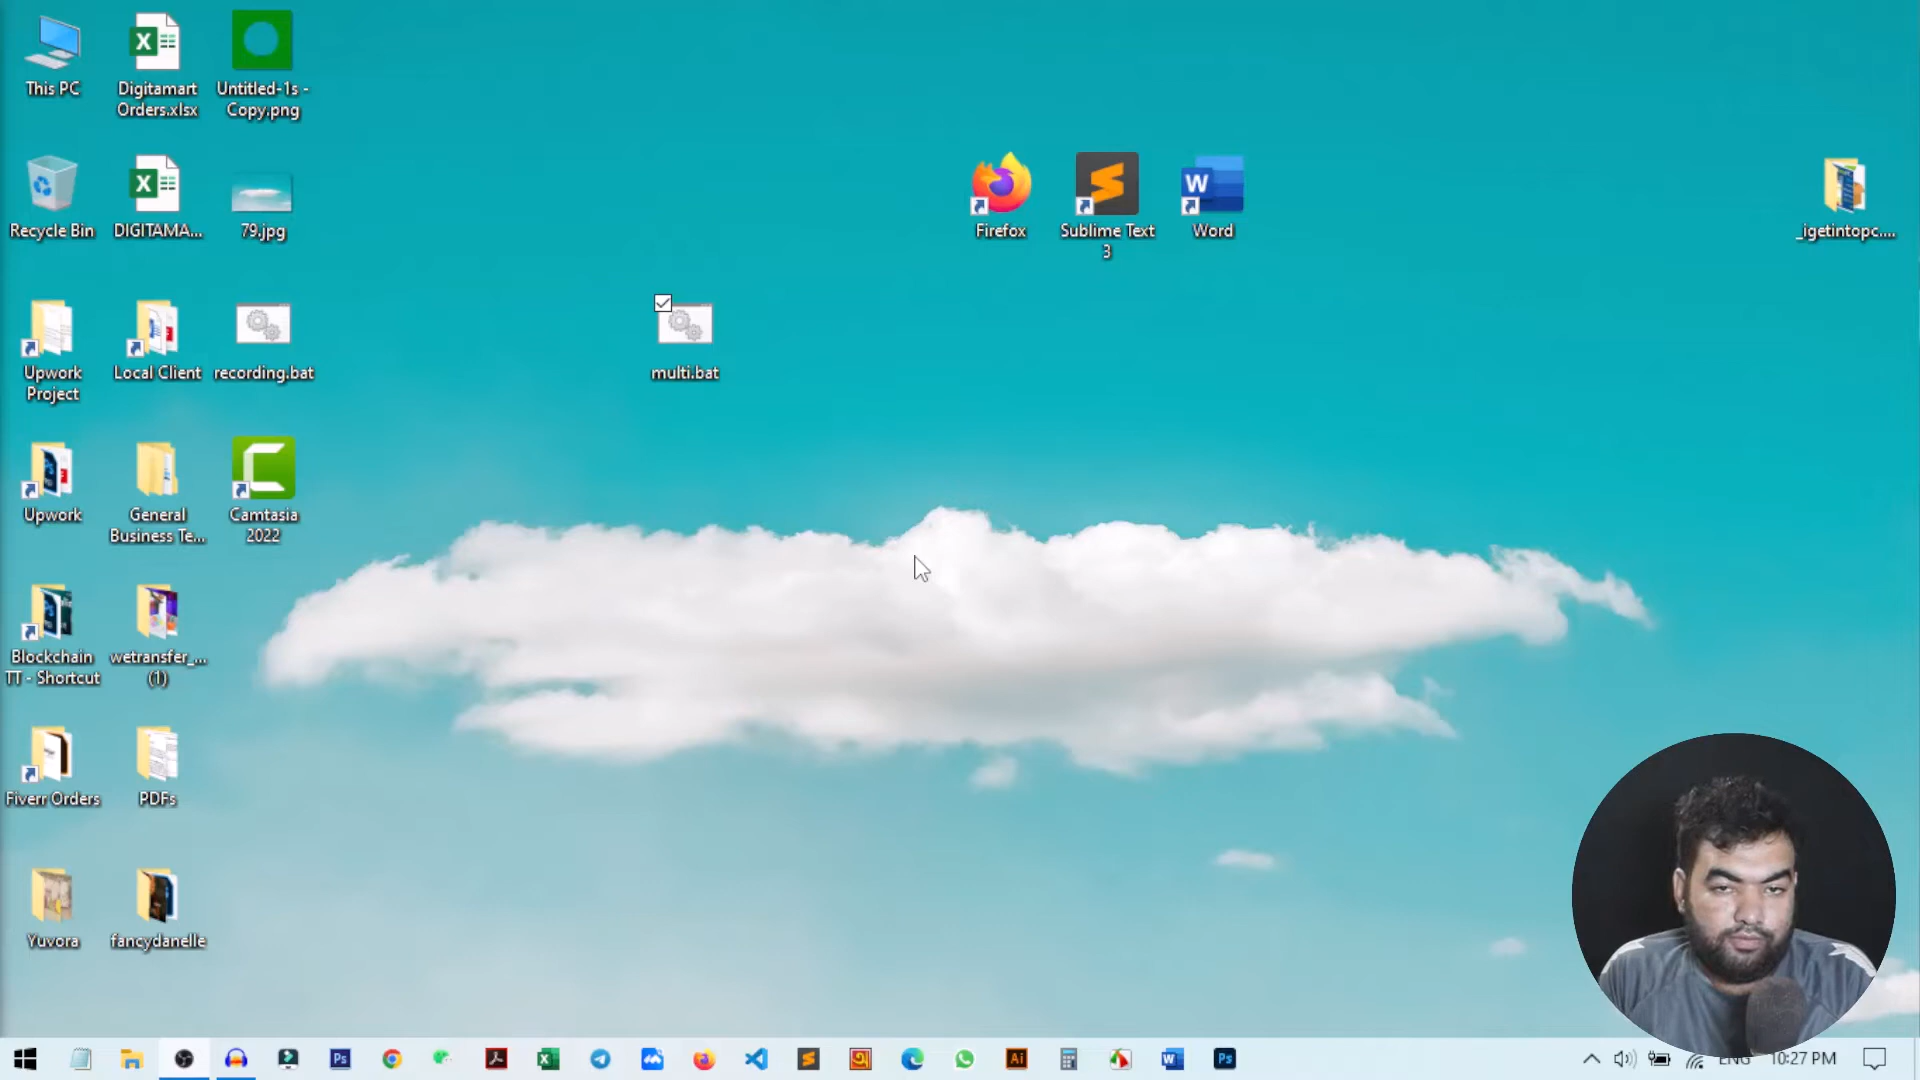 This PC
Digitamart
Orders.xlsx
Untitled-1s -
Copy.png
Recycle Bin
DIGITAMA...
79.jpg
Firefox
Sublime Text
3
Word
_igetintopc....
Upwork
Project
Local Client
recording.bat
multi.bat
Upwork
General
Business Te...
Camtasia
2022
Blockchain
TT - Shortcut
wetransfer_...
(1)
Fiverr Orders
PDFs
Yuvora
fancydanelle
ENG
10:27 PM